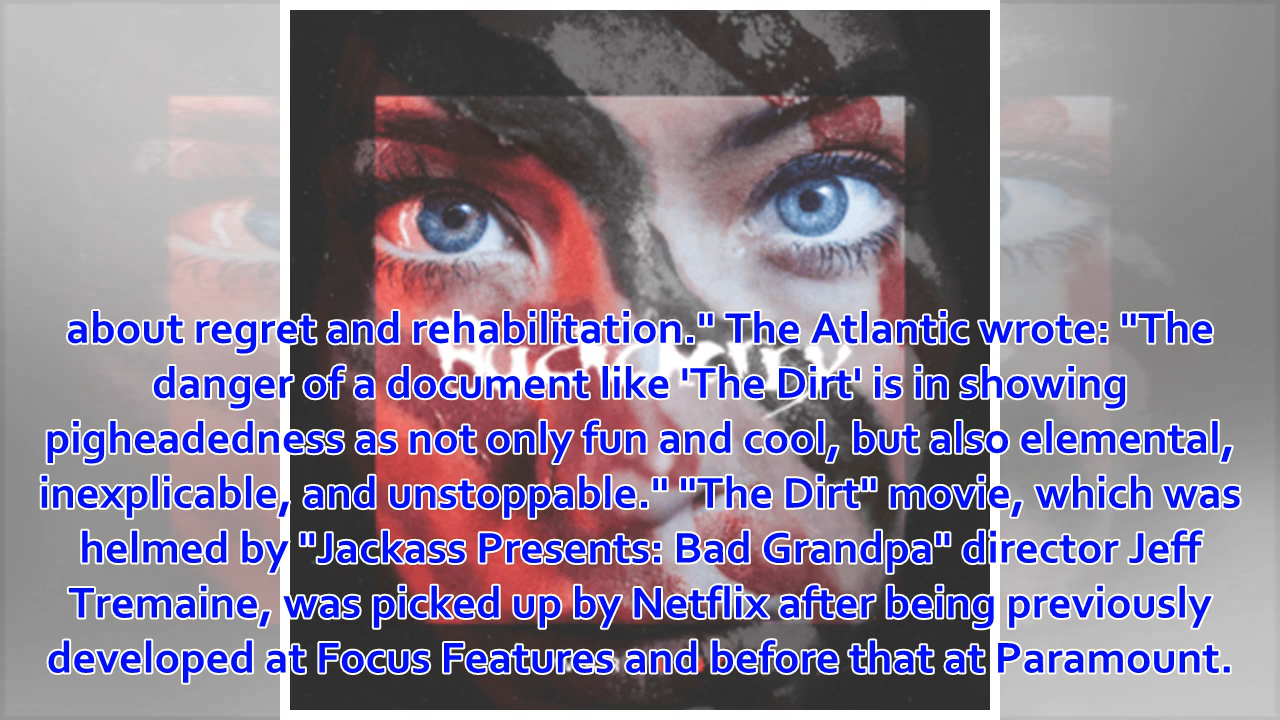 about regret and rehabilitation." The Atlantic wrote: "The
danger of a document like 'The Dirt' is in showing
pigheadedness as not only fun and cool, but also elemental,
inexplicable, and unstoppable." "The Dirt" movie, which was
helmed by "Jackass Presents: Bad Grandpa" director Jeff
Tremaine, was picked up by Netflix after being previously
developed at Focus Features and before that at Paramount.